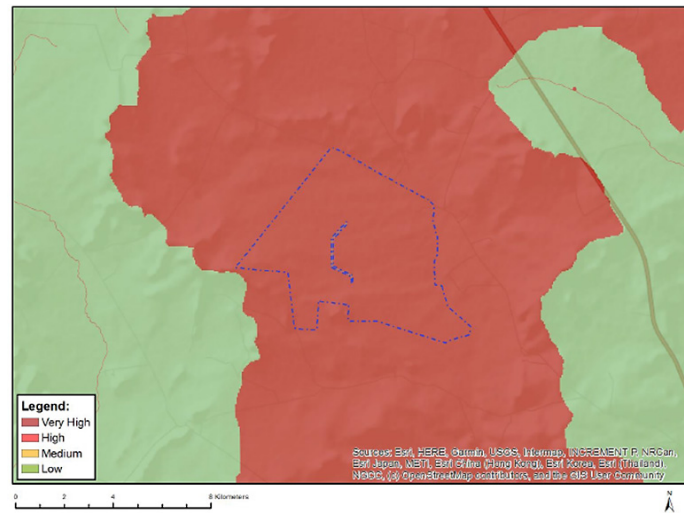 Legend:
Very High
High
Medium
Low
Sources: Esri, HERE, Garmin, USGS, Intermap, INCREMENT P, NRCan,
Esri Japan, METI, Esri China (Hong Kong), Esri Korea, Esri (Thailand),
NGCC, (c) OpenStreetMap contributors, and the GIS User Community
0 2 4 8 Kilometers
N